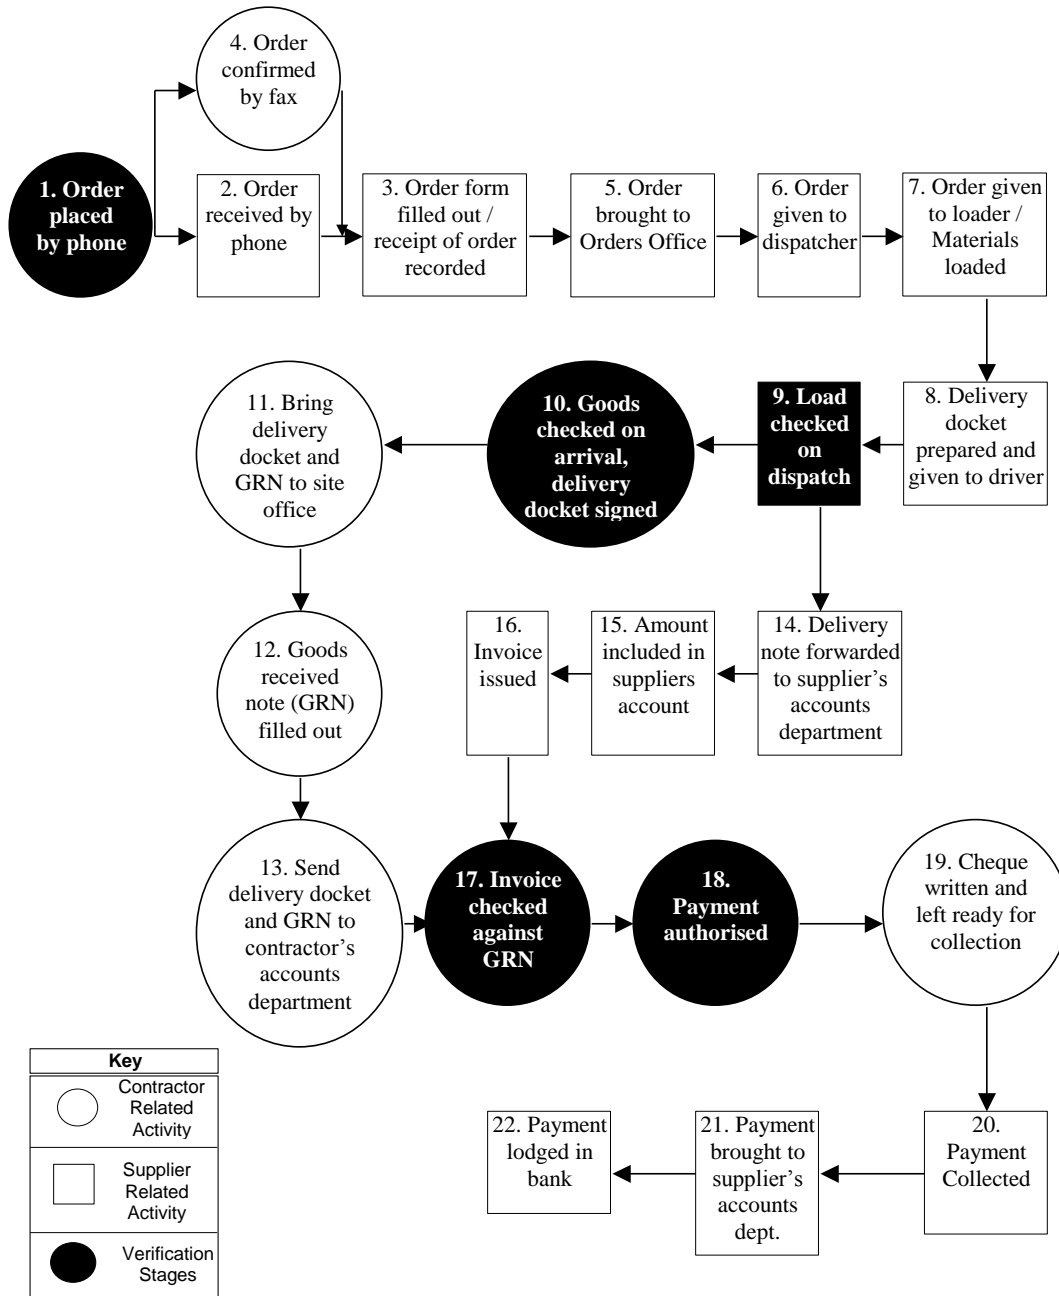 4. Order
confirmed
by fax
1. Order
placed
by phone
2. Order
received by
phone
3. Order form
filled out /
receipt of order
recorded
5. Order
brought to
Orders Office
6. Order
given to
dispatcher
7. Order given
to loader /
Materials
loaded
8. Delivery
docket
prepared and
given to driver
9. Load
checked
on
dispatch
10. Goods
checked on
arrival,
delivery
docket signed
11. Bring
delivery
docket and
GRN to site
office
12. Goods
received
note (GRN)
filled out
13. Send
delivery docket
and GRN to
contractor's
accounts
department
14. Delivery
note forwarded
to supplier's
accounts
department
15. Amount
included in
suppliers
account
16.
Invoice
issued
17. Invoice
checked
against
GRN
18.
Payment
authorised
19. Cheque
written and
left ready for
collection
20.
Payment
Collected
21. Payment
brought to
supplier's
accounts
dept.
22. Payment
lodged in
bank
Key
Contractor
Related
Activity
Supplier
Related
Activity
Verification
Stages